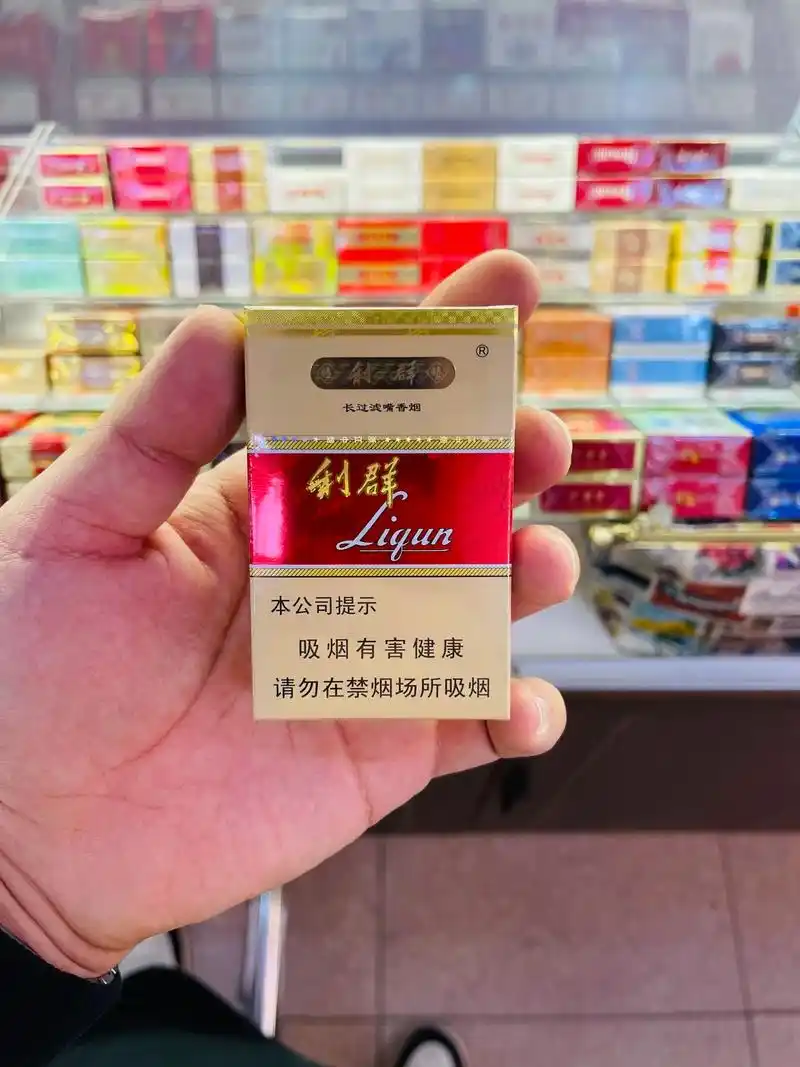 ®
利群
长过滤嘴香烟
利群
Liqun
本公司提示
吸烟有害健康
请勿在禁烟场所吸烟